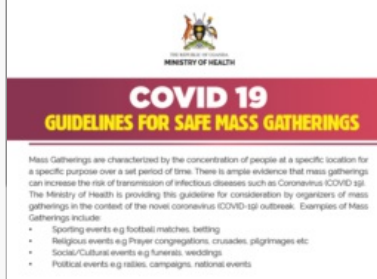 THE REPUBLIC OF UGANDA
MINISTRY OF HEALTH
COVID 19
GUIDELINES FOR SAFE MASS GATHERINGS
Mass Gatherings are characterized by the concentration of people at a specific location for
a specific purpose over a set period of time. There is ample evidence that mass gatherings
can increase the risk of transmission of infectious diseases such as Coronavirus (COVID 19).
The Ministry of Health is providing this guideline for consideration by organizers of mass
gatherings in the context of the novel coronavirus (COVID-19) outbreak. Examples of Mass
Gatherings include:
• Sporting events e.g football matches, betting
• Religious events e.g Prayer congregations, crusades, pilgrimages etc
• Social/Cultural events e.g funerals, weddings
• Political events e.g rallies, campaigns, national events